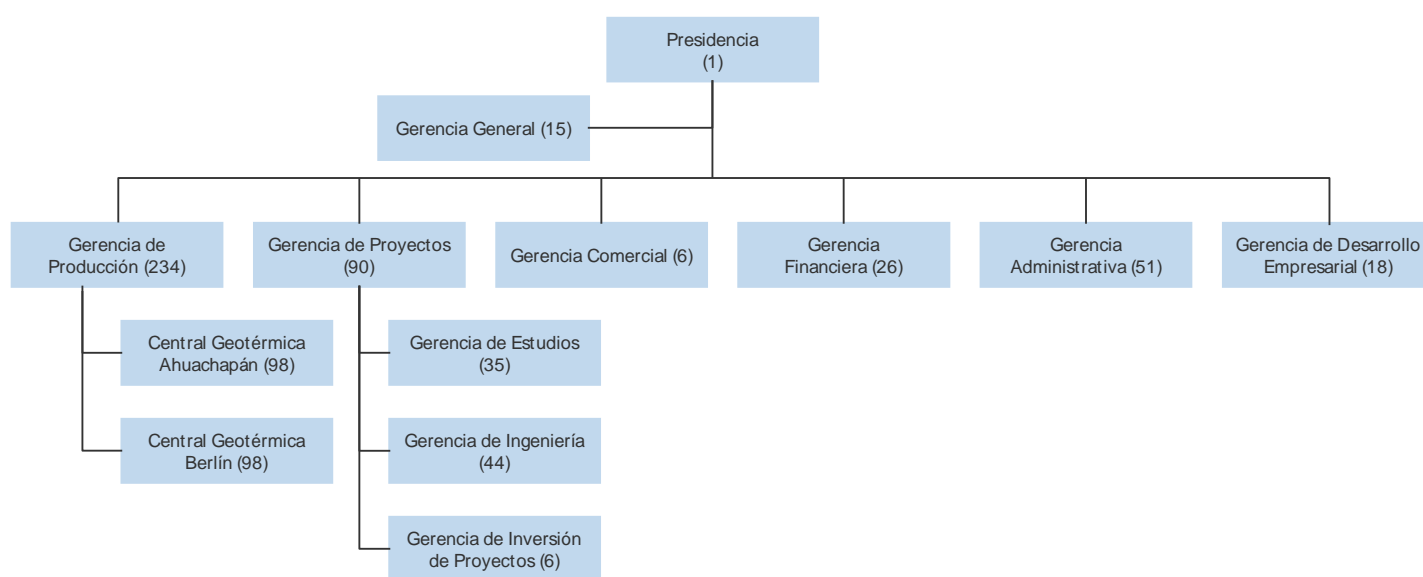 Presidencia
(1)
Gerencia General (15)
Gerencia de
Producción (234)
Gerencia de Proyectos
(90)
Gerencia Comercial (6)
Gerencia
Financiera (26)
Gerencia
Administrativa (51)
Gerencia de Desarrollo
Empresarial (18)
Central Geotérmica
Ahuachapán (98)
Gerencia de Estudios
(35)
Central Geotérmica
Berlín (98)
Gerencia de Ingeniería
(44)
Gerencia de Inversión
de Proyectos (6)